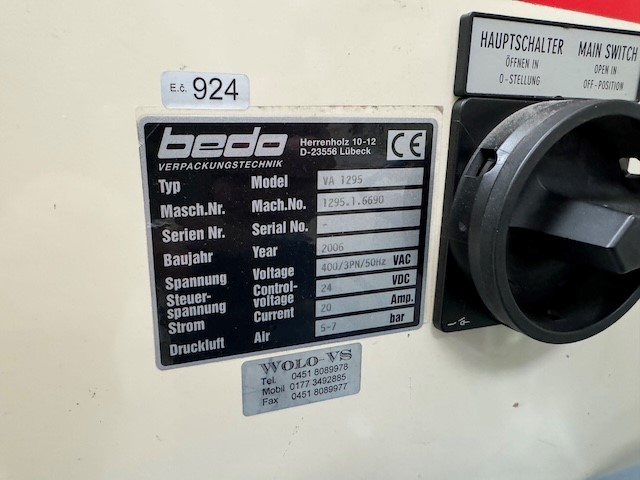 HAUPTSCHALTER
ÖFFNEN IN
0-STELLUNG
MAIN SWITCH
OPEN IN
OFF-POSITION
E.č. 924
bedo
VERPACKUNGSTECHNIK
Herrenholz 10-12
D-23556 Lübeck
CE
Typ Model VA 1295
Masch.Nr. Mach.No. 1295.1.6690
Serien Nr. Serial No. -
Baujahr Year 2006
Spannung Voltage 400/3PN/50Hz VAC
Steuer-spannung Control-voltage 24 VDC
Strom Current 20 Amp.
Druckluft Air 5-7 bar
WOLO-VS
Tel. 0451 8089978
Mobil 0177 3492885
Fax 0451 8089977